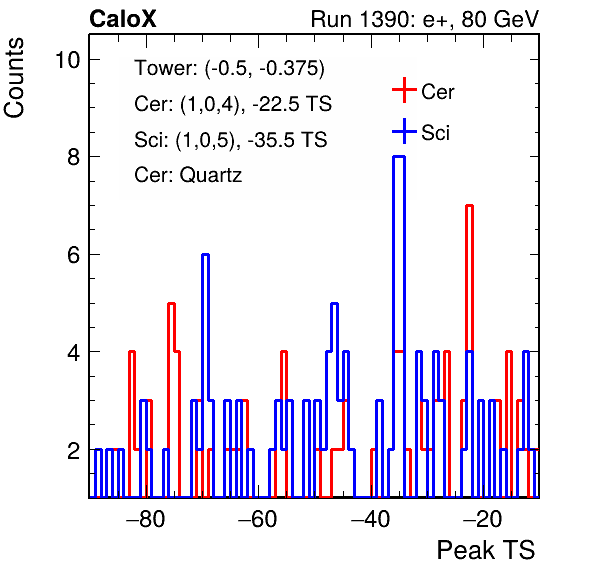 CaloX Run 1390: e+, 80 GeV
Counts
Tower: (-0.5, -0.375)
Cer: (1,0,4), -22.5 TS
Sci: (1,0,5), -35.5 TS
Cer: Quartz
Cer
Sci
10
8
6
4
2
−80 −60 −40 −20
Peak TS